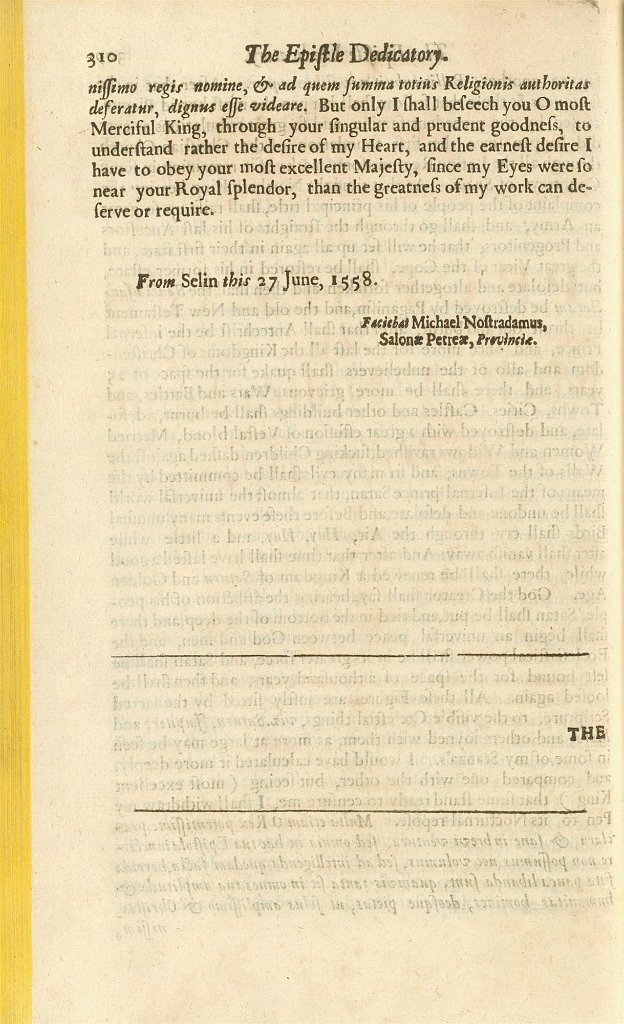 310 The Epiſtle Dedicatory.
niſſimo regis nomine, & ad quem ſumma totius Religionis authoritas
deferatur, dignus eſſe videare. But only I ſhall beſeech you O moſt
Merciful King, through your ſingular and prudent goodneſs, to
underſtand rather the deſire of my Heart, and the earneſt deſire I
have to obey your moſt excellent Majeſty, ſince my Eyes were ſo
near your Royal ſplendor, than the greatneſs of my work can de-
ſerve or require.
From Selin this 27 June, 1558.
Faciebat Michael Noſtradamus,
Salonæ Petreæ, Provinciæ.
THE